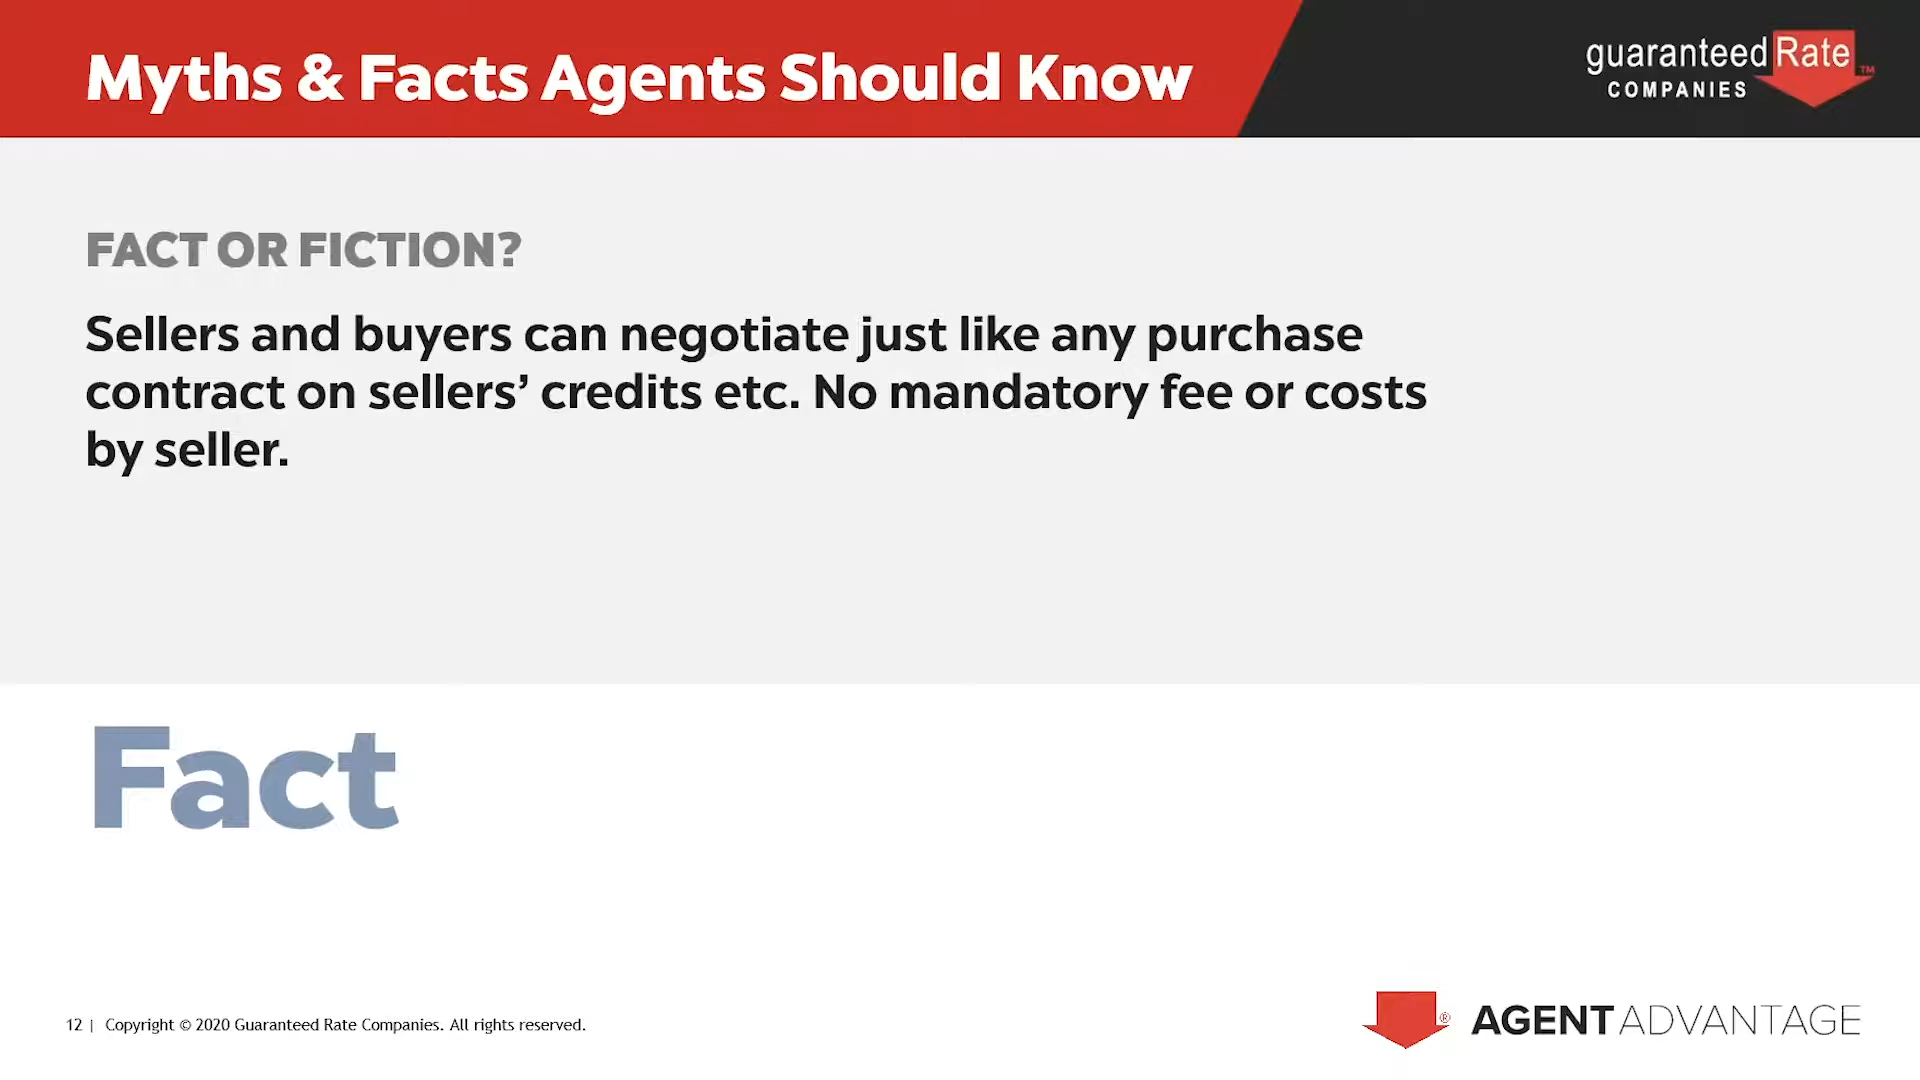 Myths & Facts Agents Should Know
guaranteed Rate ™
COMPANIES
FACT OR FICTION?
Sellers and buyers can negotiate just like any purchase
contract on sellers’ credits etc. No mandatory fee or costs
by seller.
Fact
12 | Copyright © 2020 Guaranteed Rate Companies. All rights reserved.
® AGENTADVANTAGE